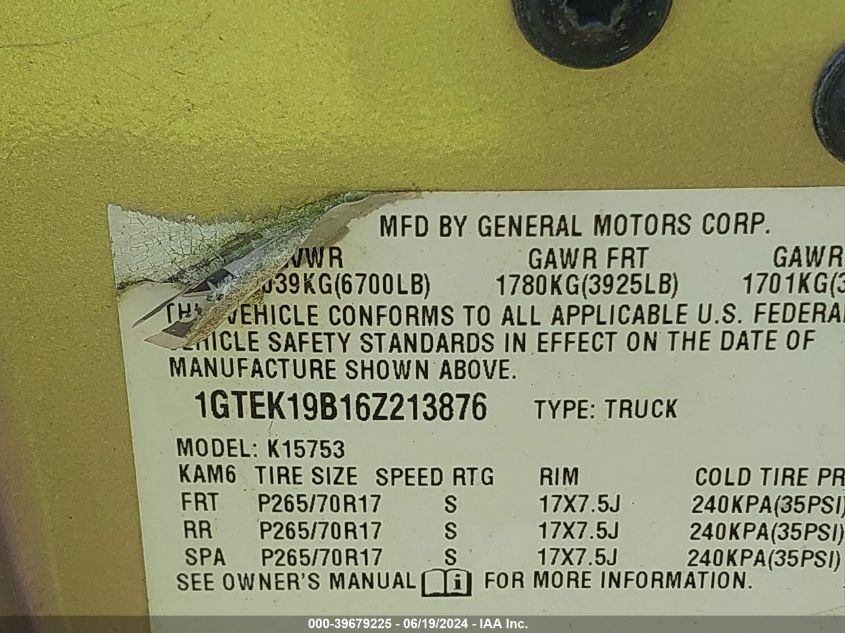 MFD BY GENERAL MOTORS CORP.
GAWR FRT GAWR
039KG(6700LB) 1780KG(3925LB) 1701KG(3
VEHICLE CONFORMS TO ALL APPLICABLE U.S. FEDERAL
VEHICLE SAFETY STANDARDS IN EFFECT ON THE DATE OF
MANUFACTURE SHOWN ABOVE.
1GTEK19B16Z213876 TYPE: TRUCK
MODEL: K15753
KAM6 TIRE SIZE SPEED RTG RIM COLD TIRE PR
FRT P265/70R17 S 17X7.5J 240KPA(35PSI)
RR P265/70R17 S 17X7.5J 240KPA(35PSI)
SPA P265/70R17 S 17X7.5J 240KPA(35PSI)
SEE OWNER'S MANUAL i FOR MORE INFORMATION.
000-39679225 - 06/19/2024 - IAA Inc.